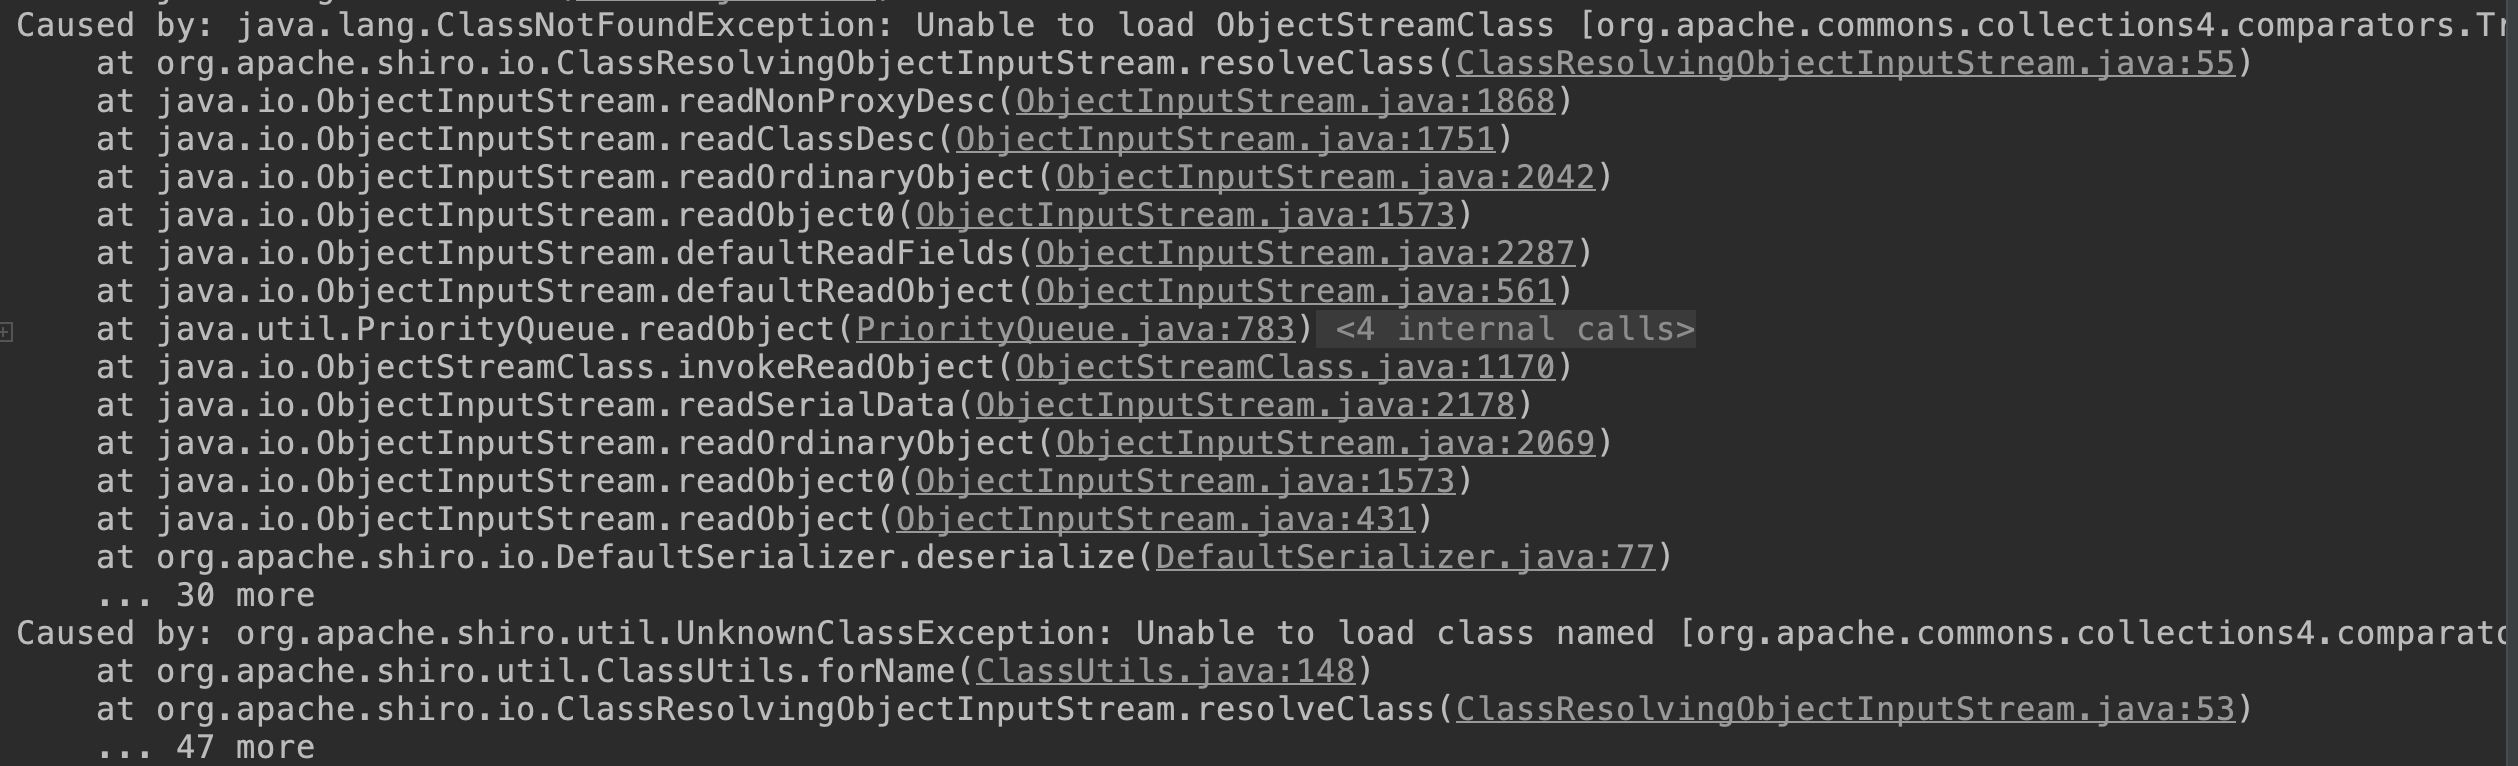 Caused by: java.lang.ClassNotFoundException: Unable to load ObjectStreamClass [org.apache.commons.collections4.comparators.Tr
at org.apache.shiro.io.ClassResolvingObjectInputStream.resolveClass(ClassResolvingObjectInputStream.java:55)
at java.io.ObjectInputStream.readNonProxyDesc(ObjectInputStream.java:1868)
at java.io.ObjectInputStream.readClassDesc(ObjectInputStream.java:1751)
at java.io.ObjectInputStream.readOrdinaryObject(ObjectInputStream.java:2042)
at java.io.ObjectInputStream.readObject0(ObjectInputStream.java:1573)
at java.io.ObjectInputStream.defaultReadFields(ObjectInputStream.java:2287)
at java.io.ObjectInputStream.defaultReadObject(ObjectInputStream.java:561)
at java.util.PriorityQueue.readObject(PriorityQueue.java:783) <4 internal calls>
at java.io.ObjectStreamClass.invokeReadObject(ObjectStreamClass.java:1170)
at java.io.ObjectInputStream.readSerialData(ObjectInputStream.java:2178)
at java.io.ObjectInputStream.readOrdinaryObject(ObjectInputStream.java:2069)
at java.io.ObjectInputStream.readObject0(ObjectInputStream.java:1573)
at java.io.ObjectInputStream.readObject(ObjectInputStream.java:431)
at org.apache.shiro.io.DefaultSerializer.deserialize(DefaultSerializer.java:77)
... 30 more
Caused by: org.apache.shiro.util.UnknownClassException: Unable to load class named [org.apache.commons.collections4.comparato
at org.apache.shiro.util.ClassUtils.forName(ClassUtils.java:148)
at org.apache.shiro.io.ClassResolvingObjectInputStream.resolveClass(ClassResolvingObjectInputStream.java:53)
... 47 more